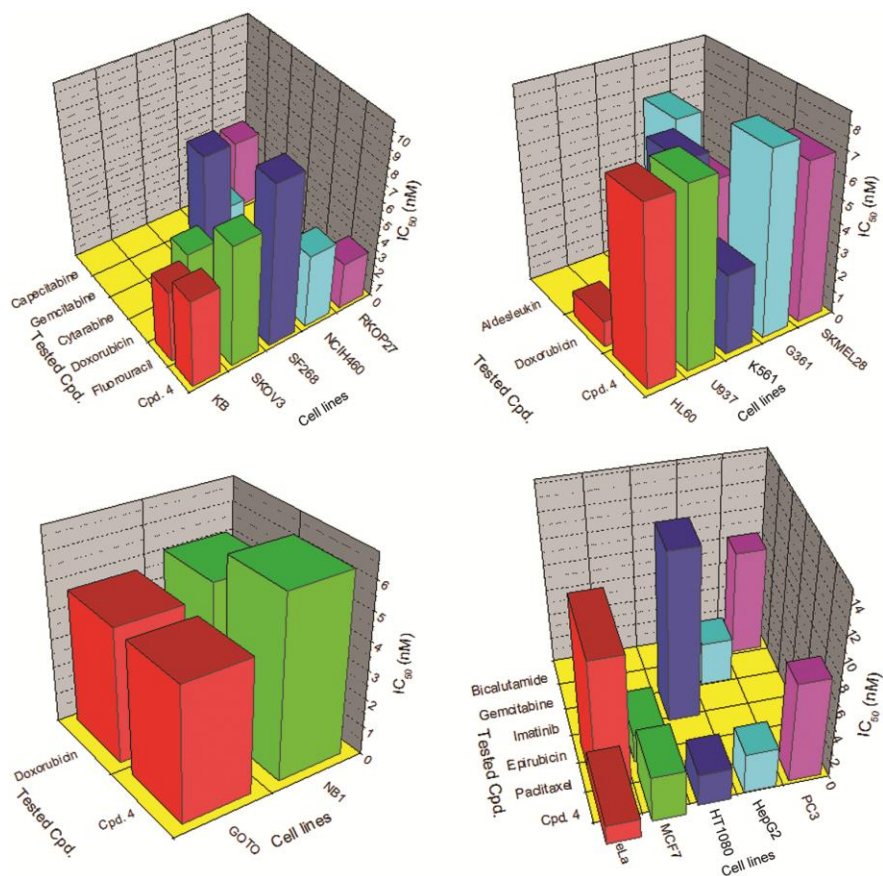 10
9
8
7
6
5
4
3
2
1
0
IC50 (nM)
Capecitabine
Gemcitabine
Cytarabine
Doxorubicin
Fluorouracil
Cpd. 4
Tested Cpd.
KB
SKOV3
SF268
NCIH460
RKOP27
Cell lines
8
7
6
5
4
3
2
1
0
IC50 (nM)
Aldesleukin
Doxorubicin
Cpd. 4
Tested Cpd.
HL60
U937
K561
G361
SKMEL28
Cell lines
6
5
4
3
2
1
0
IC50 (nM)
Doxorubicin
Cpd. 4
Tested Cpd.
GOTO
NB1
Cell lines
14
12
10
8
6
4
2
0
IC50 (nM)
Bicalutamide
Gemcitabine
Imatinib
Epirubicin
Paclitaxel
Cpd. 4
Tested Cpd.
eLa
MCF7
HT1080
HepG2
PC3
Cell lines